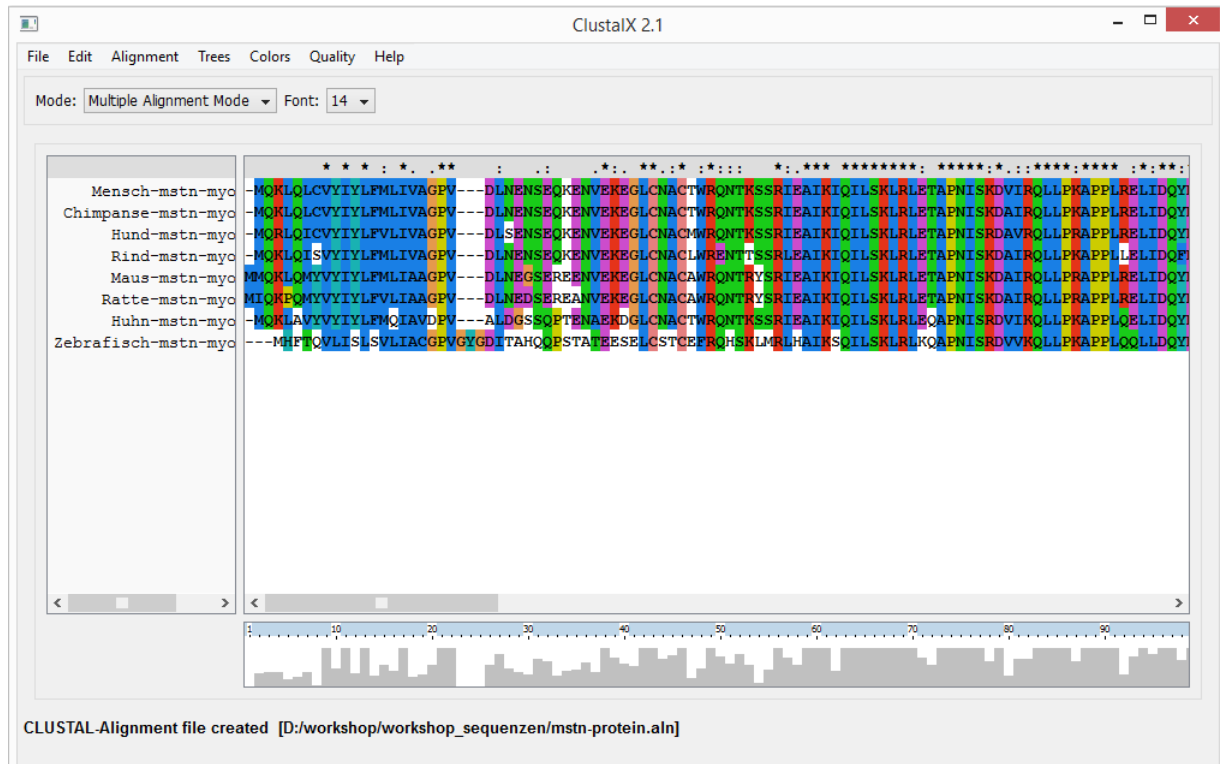 ClustalX 2.1
File Edit Alignment Trees Colors Quality Help
Mode: Multiple Alignment Mode Font: 14
* * * : *. .** : .: .*:. **.:* :*::: *:.*** ********: *****:*.::****:**** :*:**:
Mensch-mstn-myo -MQKLQLCVYIYLFMLIVAGPV---DLNENSEQKENVEKEGLCNACTWRQNTKSSRIEAIKIQILSKLRLETAPNISKDVIRQLLPKAPPLRELIDQY
Chimpanse-mstn-myo -MQKLQLCVYIYLFMLIVAGPV---DLNENSEQKENVEKEGLCNACTWRQNTKSSRIEAIKIQILSKLRLETAPNISKDAIRQLLPKAPPLRELIDQY
Hund-mstn-myo -MQRLQICVYIYLFVLIVAGPV---DLSENSEQKENVEKEGLCNACMWRQNTKSSRIEAIKIQILSKLRLETAPNISKDAIRQLLPKAPPLRELIDQY
Rind-mstn-myo -MQKLQISVYIYLFMLIVAGPV---DLNENSEQKENVEKEGLCNACLWRENTTSSRLEAIKIQILSKLRLETAPNISKDAIRQLLPKAPPLLELIDQF
Maus-mstn-myo MMQKLQMYVYIYLFMLIAAGPV---DLNEGSEREENVEKEGLCNACAWRQNTRYSRIEAIKIQILSKLRLETAPNISKDAIRQLLPRAPPLRELIDQY
Ratte-mstn-myo MIQKPQMYVYIYLFVLIAAGPV---DLNEDSEREANVEKEGLCNACAWRQNTRYSRIEAIKIQILSKLRLETAPNISKDAIRQLLPRAPPLRELIDQY
Huhn-mstn-myo -MQKLAVYVYIYLFMQIAVDPV---ALDGSSQPTENAEKDGLCNACTWRQNTKSSRIEAIKIQILSKLRLEQAPNISRDVIKQLLPKAPPLQELIDQY
Zebrafisch-mstn-myo ---MHFTQVLISLSVLIACGPVGYGDITAHQQPSTATEESELCSTCEFRQHSKLMRLHAIKSQILSKLRLKQAPNISRDVVKQLLPKAPPLQQLLDQY
1 10 20 30 40 50 60 70 80 90
CLUSTAL-Alignment file created [D:/workshop/workshop_sequenzen/mstn-protein.aln]